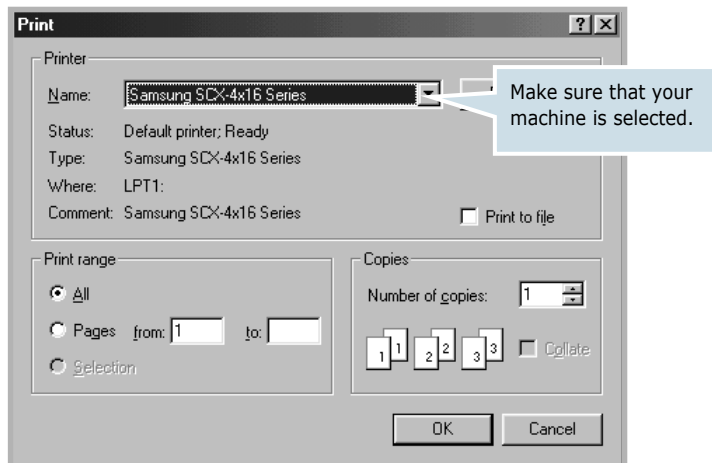 Print
Printer
Name: Samsung SCX-4x16 Series
Make sure that your
machine is selected.
Status: Default printer; Ready
Type: Samsung SCX-4x16 Series
Where: LPT1:
Comment: Samsung SCX-4x16 Series
Print to file
Print range
All
Pages from: 1 to:
Selection
Copies
Number of copies: 1
1 1 2 2 3 3
Collate
OK Cancel